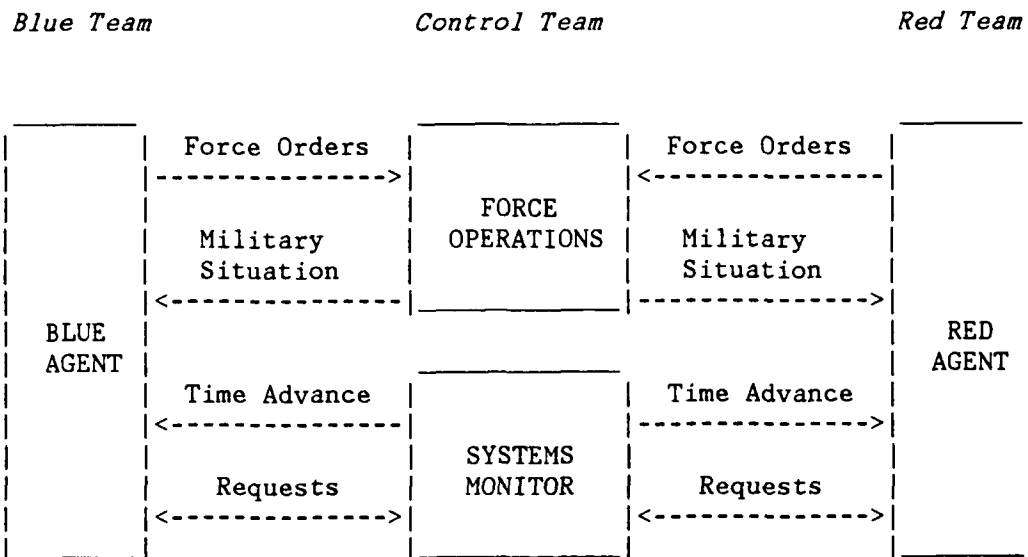 Blue Team Control Team Red Team
Force Orders Force Orders
FORCE
OPERATIONS
Military Military
Situation Situation
BLUE
AGENT
RED
AGENT
Time Advance Time Advance
SYSTEMS
MONITOR
Requests Requests